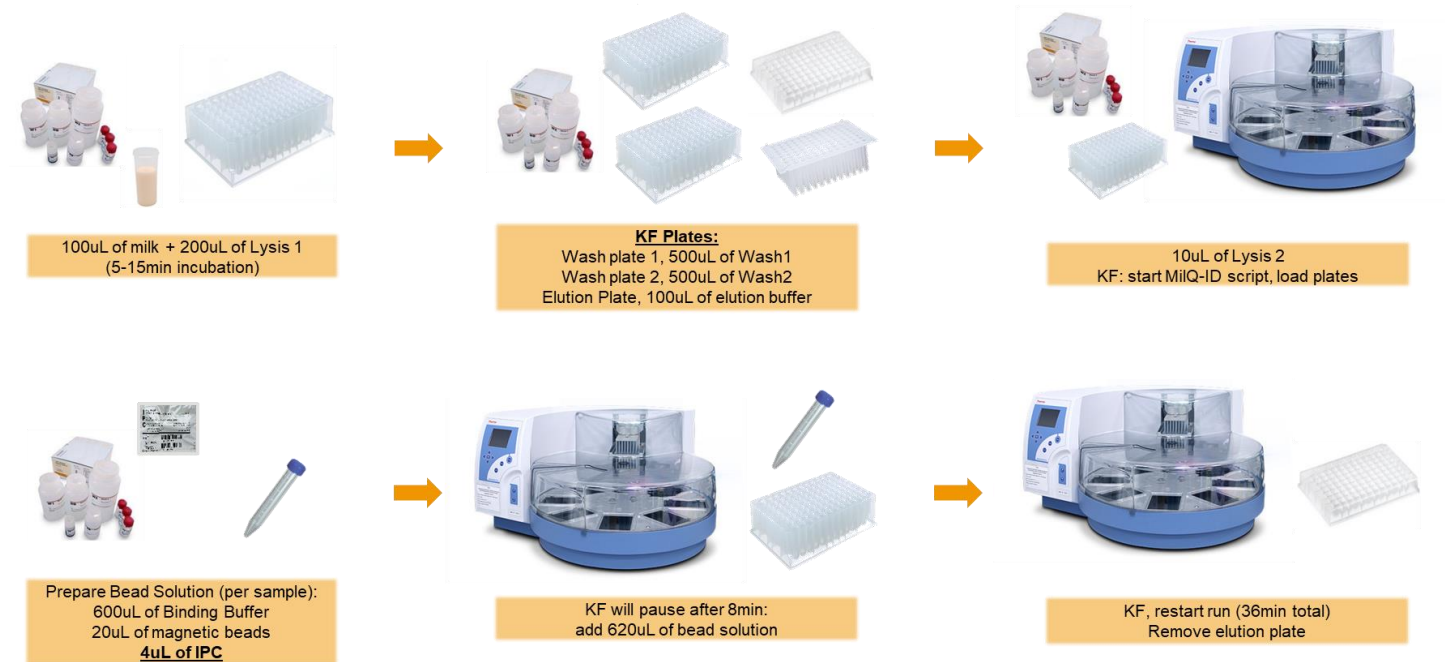 100uL of milk + 200uL of Lysis 1
(5-15min incubation)
KF Plates:
Wash plate 1, 500uL of Wash1
Wash plate 2, 500uL of Wash2
Elution Plate, 100uL of elution buffer
10uL of Lysis 2
KF: start MilQ-ID script, load plates
Prepare Bead Solution (per sample):
600uL of Binding Buffer
20uL of magnetic beads
4uL of IPC
KF will pause after 8min:
add 620uL of bead solution
KF, restart run (36min total)
Remove elution plate